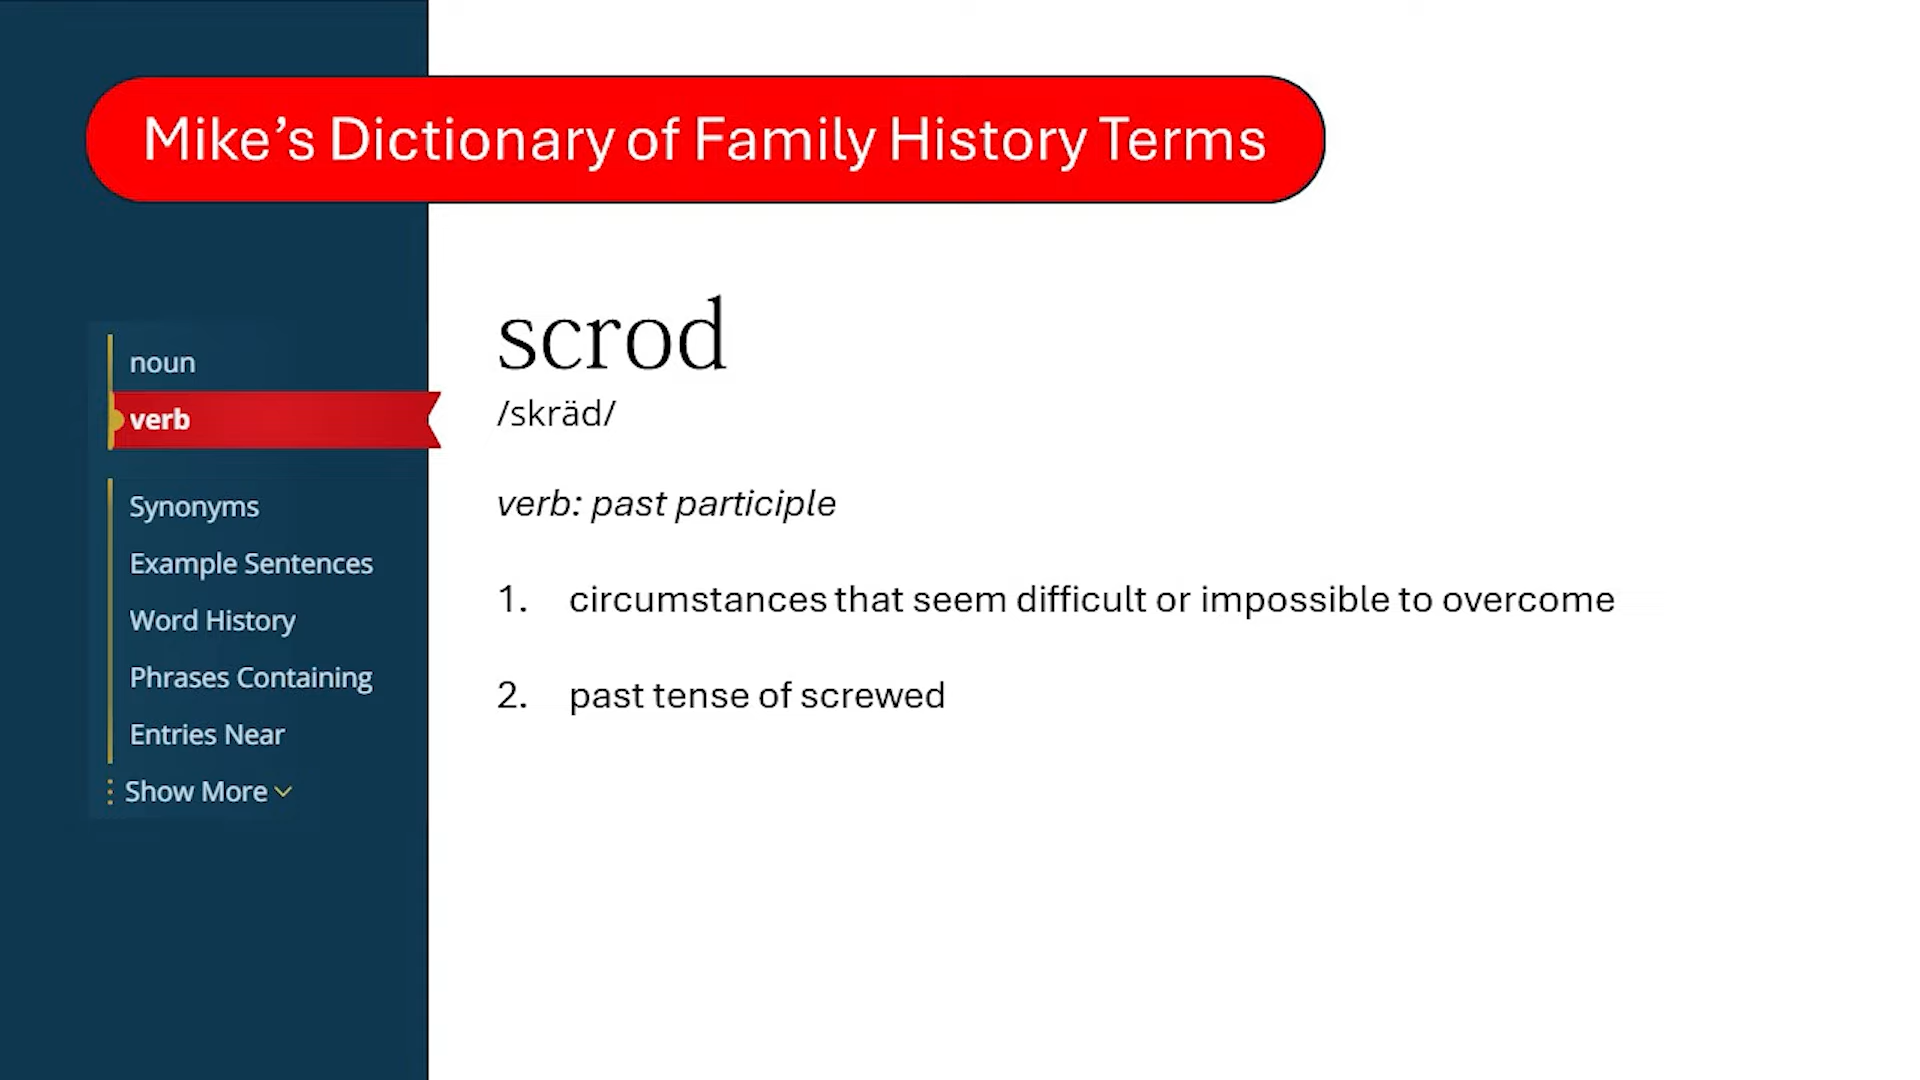 Mike’s Dictionary of Family History Terms
noun
verb
Synonyms
Example Sentences
Word History
Phrases Containing
Entries Near
Show More
scrod
/skräd/
verb: past participle
1. circumstances that seem difficult or impossible to overcome
2. past tense of screwed